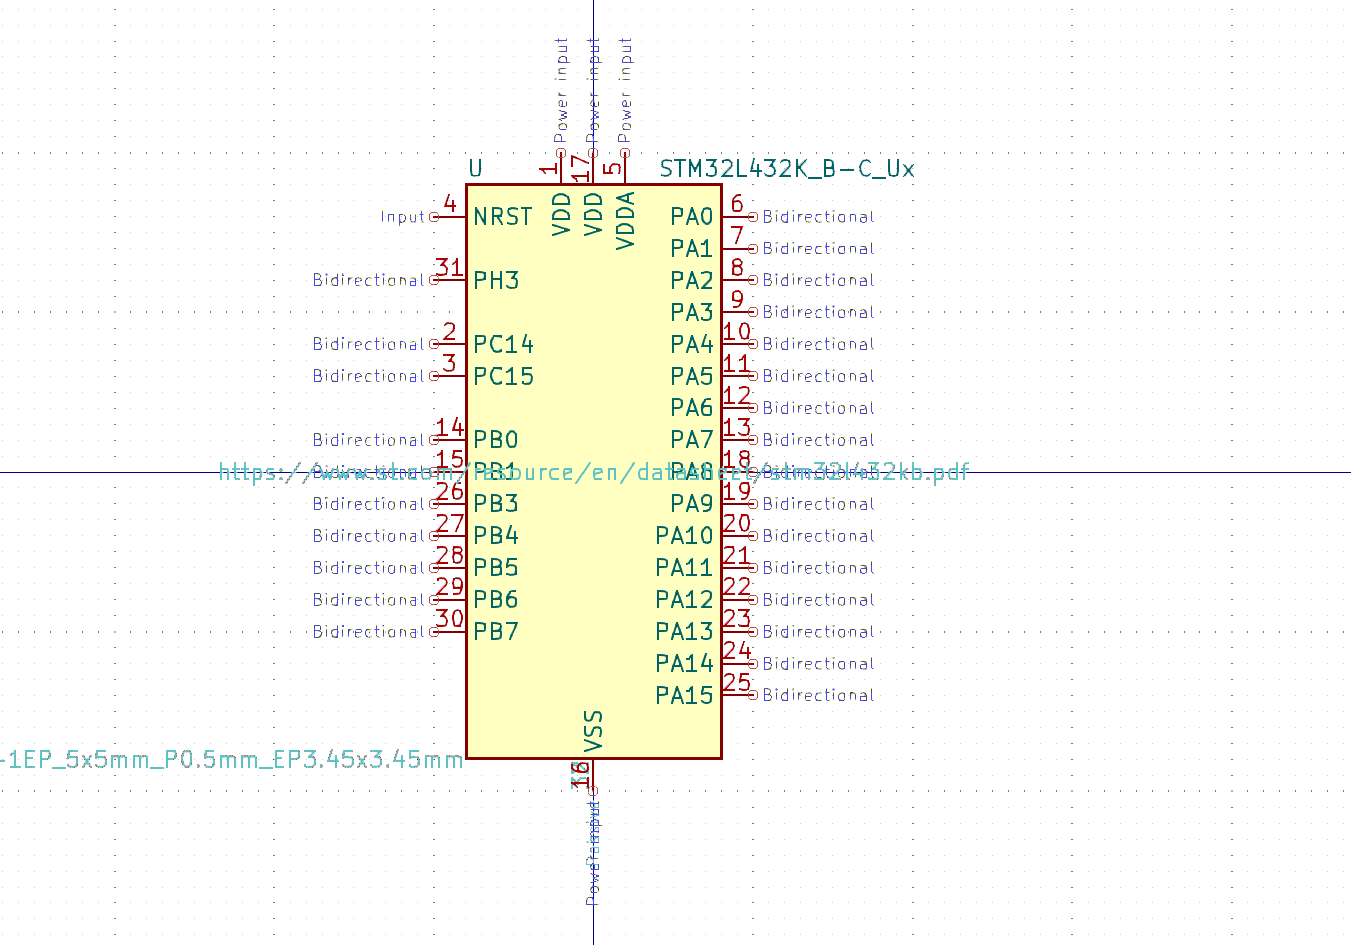 Power input Power input Power input
1 17 5
U STM32L432K_B-C_Ux
VDD VDD VDDA
Input 4 NRST PA0 6 Bidirectional
PA1 7 Bidirectional
Bidirectional 31 PH3 PA2 8 Bidirectional
PA3 9 Bidirectional
Bidirectional 2 PC14 PA4 10 Bidirectional
Bidirectional 3 PC15 PA5 11 Bidirectional
PA6 12 Bidirectional
Bidirectional 14 PB0 PA7 13 Bidirectional
Bidirectional 15 PB1 PA8 18 Bidirectional
https://www.st.com/resource/en/datasheet/stm32l432kb.pdf
Bidirectional 26 PB3 PA9 19 Bidirectional
Bidirectional 27 PB4 PA10 20 Bidirectional
Bidirectional 28 PB5 PA11 21 Bidirectional
Bidirectional 29 PB6 PA12 22 Bidirectional
Bidirectional 30 PB7 PA13 23 Bidirectional
PA14 24 Bidirectional
PA15 25 Bidirectional
VSS
-1EP_5x5mm_P0.5mm_EP3.45x3.45mm
16
Power input